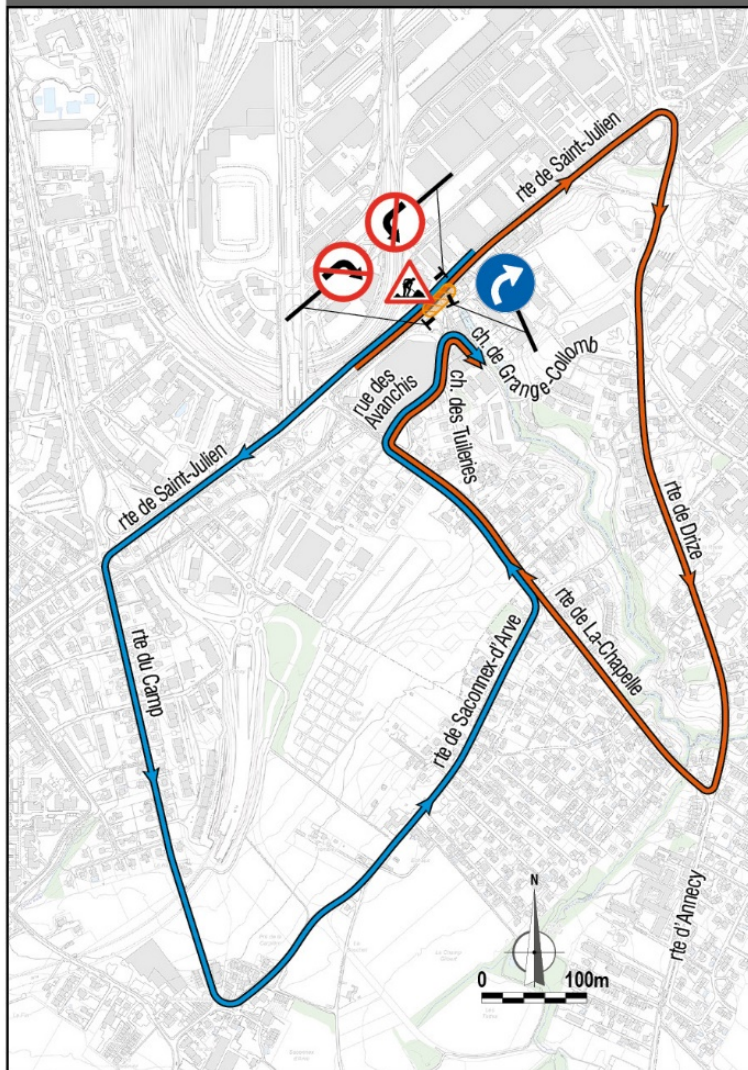 rte de Saint-Julien
ch. de Grange-Collomb
rue des
Avanchis
ch. des Tuileries
rte de Saint-Julien
rte de Drize
rte de La-Chapelle
rte du Camp
rte de Saconnex-d'Arve
rte d'Annecy
N
0 100m